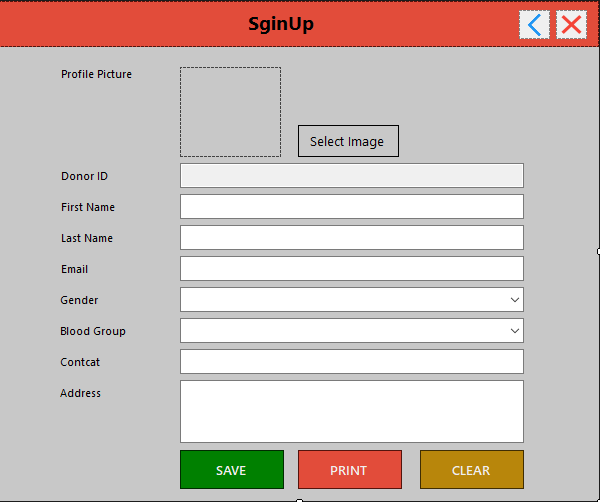 SginUp
Profile Picture
Select Image
Donor ID
First Name
Last Name
Email
Gender
Blood Group
Contcat
Address
SAVE PRINT CLEAR